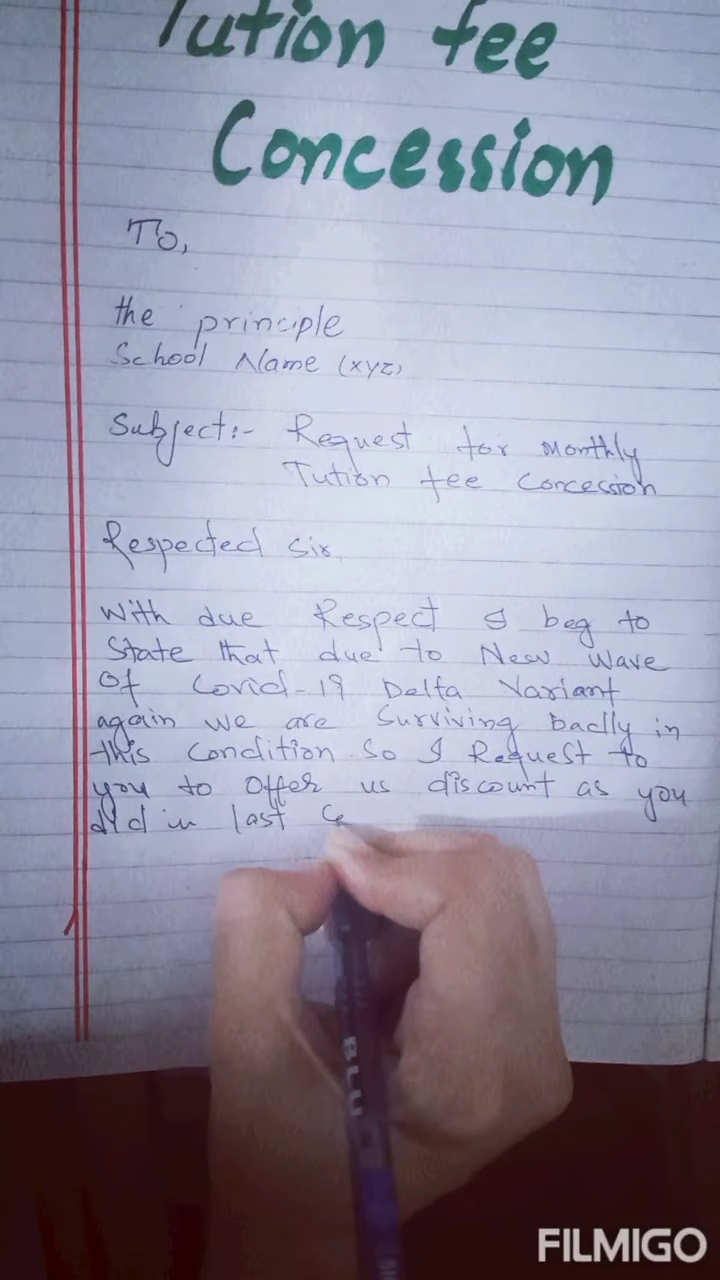 Tution fee
Concession
To,
the principle
School Name (xyz)
Subject:- Request for Monthly
Tution fee Concession
Respected Sir
With due Respect I beg to
State that due to New Wave
Of Covid-19 Delta Variant
again we are Surviving badly in
this Condition. So I Request to
you to Offer us discount as you
did in last
BLU
FILMIGO